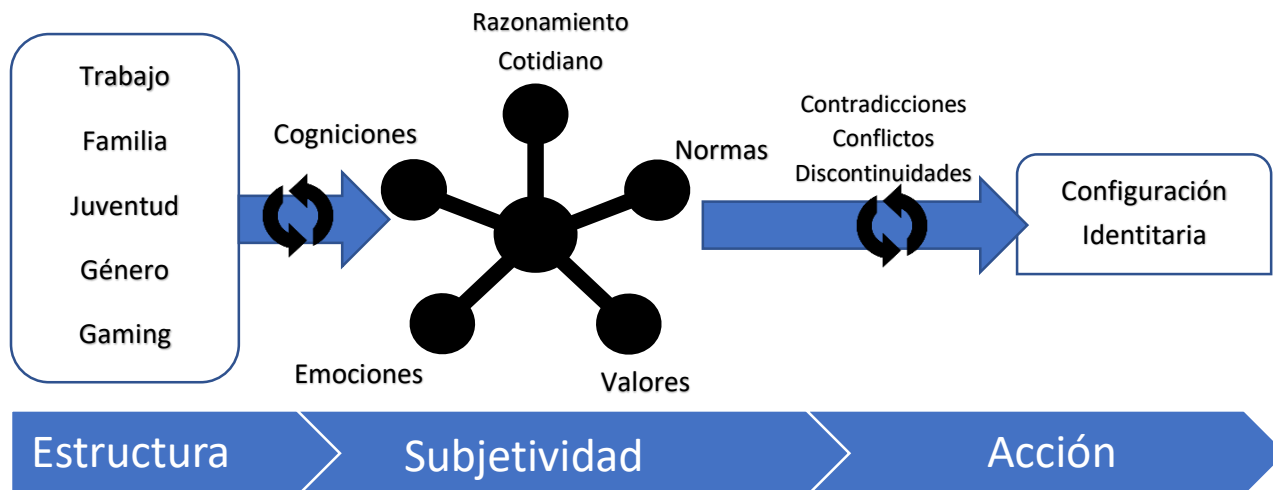 Trabajo
Familia
Juventud
Género
Gaming
Cogniciones
Razonamiento
Cotidiano
Normas
Emociones
Valores
Contradicciones
Conflictos
Discontinuidades
Configuración
Identitaria
Estructura
Subjetividad
Acción